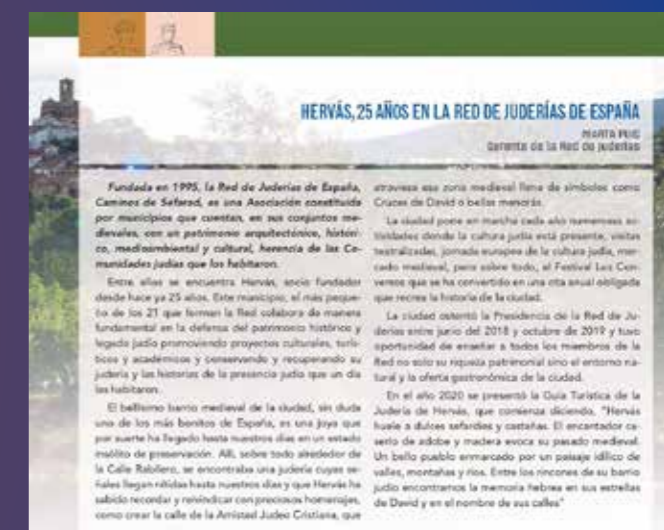 HERVÁS, 25 AÑOS EN LA RED DE JUDERÍAS DE ESPAÑA
MARTA PUIG
Gerente de la Red de Juderías
Fundada en 1995, la Red de Juderías de España,
Caminos de Sefarad, es una Asociación constituida
por municipios que cuentan, en sus conjuntos me-
dievales, con un patrimonio arquitectónico, históri-
co, medioambiental y cultural, herencia de las Co-
munidades judías que los habitaron.
Entre ellos se encuentra Hervás, socio fundador
desde hace ya 25 años. Este municipio, el más peque-
ño de los 21 que forman la Red colabora de manera
fundamental en la defensa del patrimonio histórico y
legado judío promoviendo proyectos culturales, turís-
ticos y académicos y conservando y recuperando su
judería y las historias de la presencia judía que un día
las habitaron.
El bellísimo barrio medieval de la ciudad, sin duda
uno de los más bonitos de España, es una joya que
por suerte ha llegado hasta nuestros días en un estado
insólito de preservación. Allí, sobre todo alrededor de
la Calle Rabilero, se encontraba una judería cuyas se-
ñales llegan nítidas hasta nuestros días y que Hervás ha
sabido recordar y reivindicar con preciosos homenajes,
como crear la calle de la Amistad Judeo Cristiana, que
atraviesa esa zona medieval llena de símbolos como
Cruces de David o bellas menorás.
La ciudad pone en marcha cada año numerosas ac-
tividades donde la cultura judía está presente, visitas
teatralizadas, jornada europea de la cultura judía, mer-
cado medieval, pero sobre todo, el Festival Los Con-
versos que se ha convertido en una cita anual obligada
que recrea la historia de la ciudad.
La ciudad ostentó la Presidencia de la Red de Ju-
derías entre junio del 2018 y octubre de 2019 y tuvo
oportunidad de enseñar a todos los miembros de la
Red no solo su riqueza patrimonial sino el entorno na-
tural y la oferta gastronómica de la ciudad.
En el año 2020 se presentó la Guía Turística de la
Judería de Hervás, que comienza diciendo, "Hervás
huele a dulces sefardíes y castañas. El encantador ca-
serío de adobe y madera evoca su pasado medieval.
Un bello pueblo enmarcado por un paisaje idílico de
valles, montañas y ríos. Entre los rincones de su barrio
judío encontramos la memoria hebrea en sus estrellas
de David y en el nombre de sus calles"